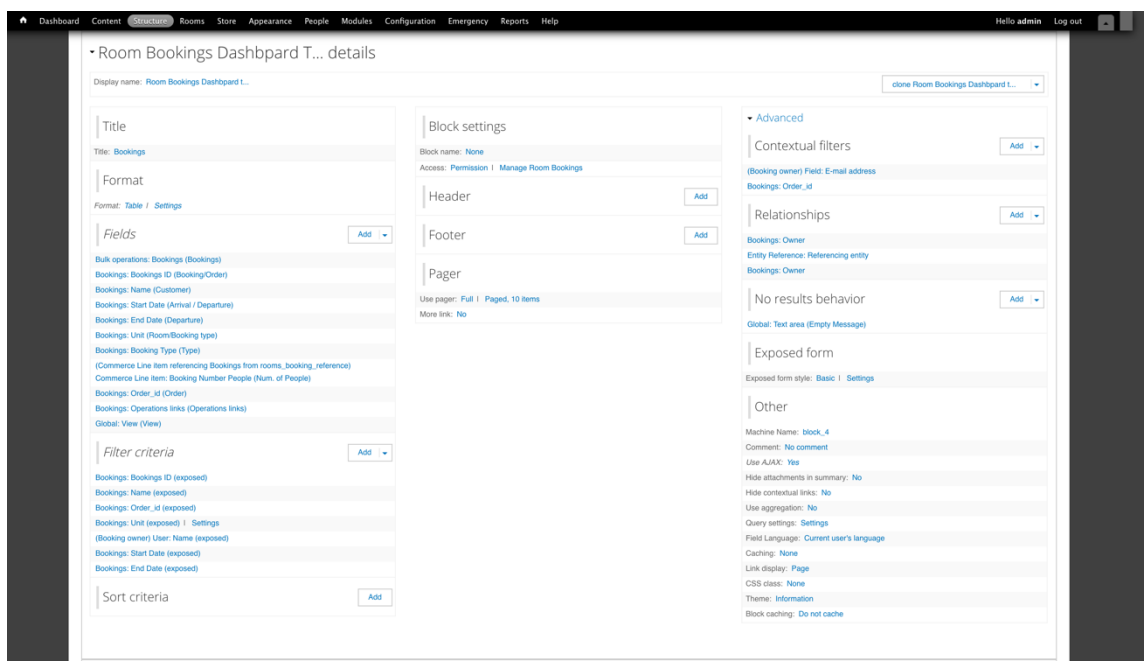 Dashboard Content Structure Rooms Store Appearance People Modules Configuration Emergency Reports Help Hello admin Log out
Room Bookings Dashbpard T... details
Display name: Room Bookings Dashbpard t...
clone Room Bookings Dashbpard t...
Title
Title: Bookings
Format
Format: Table | Settings
Fields Add
Bulk operations: Bookings (Bookings)
Bookings: Bookings ID (Booking/Order)
Bookings: Name (Customer)
Bookings: Start Date (Arrival / Departure)
Bookings: End Date (Departure)
Bookings: Unit (Room/Booking type)
Bookings: Booking Type (Type)
(Commerce Line item referencing Bookings from rooms_booking_reference)
Commerce Line item: Booking Number People (Num. of People)
Bookings: Order_id (Order)
Bookings: Operations links (Operations links)
Global: View (View)
Filter criteria Add
Bookings: Bookings ID (exposed)
Bookings: Name (exposed)
Bookings: Order_id (exposed)
Bookings: Unit (exposed) | Settings
(Booking owner) User: Name (exposed)
Bookings: Start Date (exposed)
Bookings: End Date (exposed)
Sort criteria Add
Block settings
Block name: None
Access: Permission | Manage Room Bookings
Header Add
Footer Add
Pager
Use pager: Full | Paged, 10 items
More link: No
Advanced
Contextual filters Add
(Booking owner) Field: E-mail address
Bookings: Order_id
Relationships Add
Bookings: Owner
Entity Reference: Referencing entity
Bookings: Owner
No results behavior Add
Global: Text area (Empty Message)
Exposed form
Exposed form style: Basic | Settings
Other
Machine Name: block_4
Comment: No comment
Use AJAX: Yes
Hide attachments in summary: No
Hide contextual links: No
Use aggregation: No
Query settings: Settings
Field Language: Current user's language
Caching: None
Link display: Page
CSS class: None
Theme: Information
Block caching: Do not cache